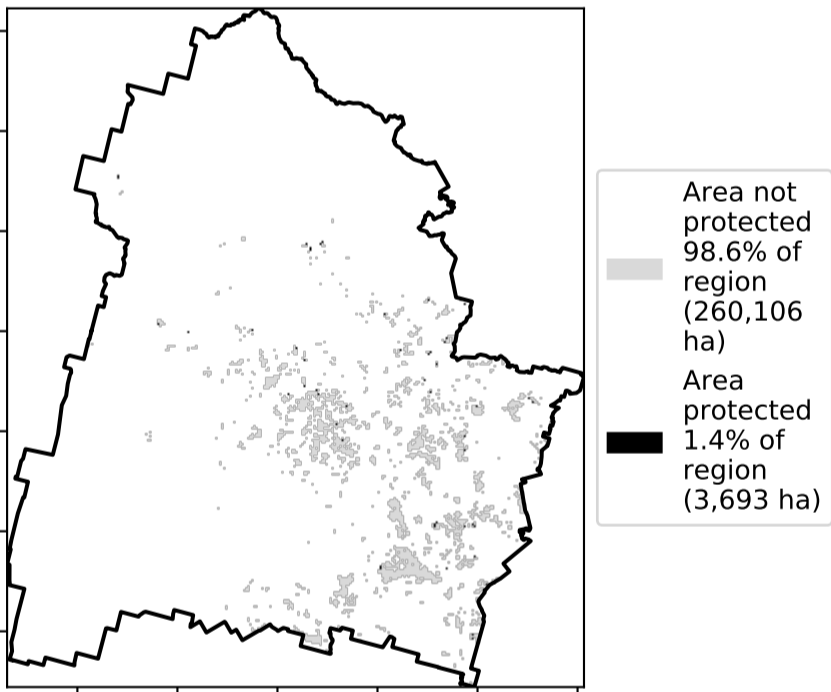 Area not
protected
98.6% of
region
(260,106
ha)
Area
protected
1.4% of
region
(3,693 ha)